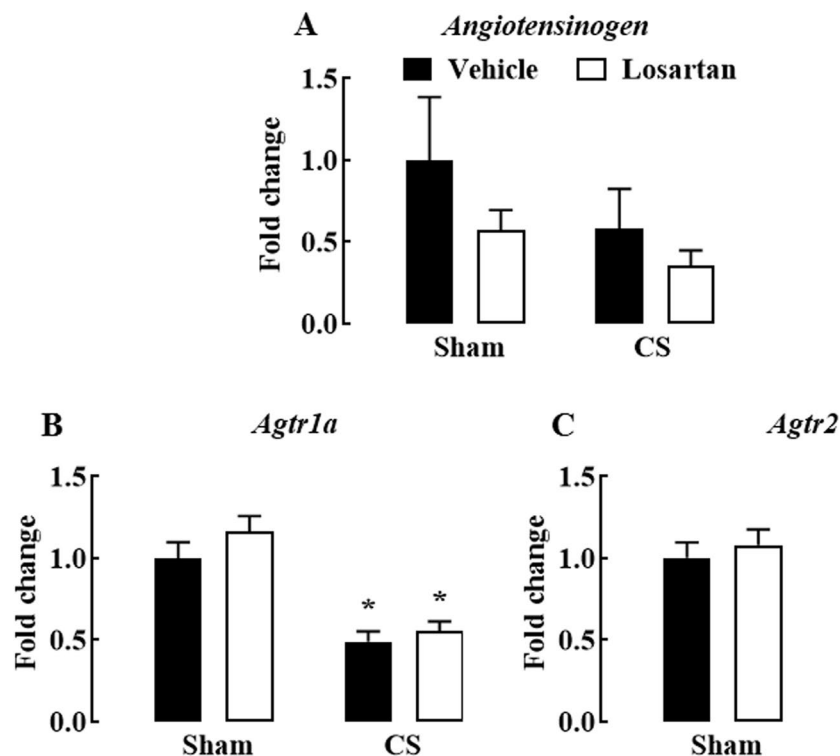 A Angiotensinogen
Vehicle Losartan
Fold change
1.5
1.0
0.5
0.0
Sham CS
B Agtr1a
Fold change
1.5
1.0
0.5
0.0
* *
Sham CS
C Agtr2
Fold change
1.5
1.0
0.5
0.0
Sham